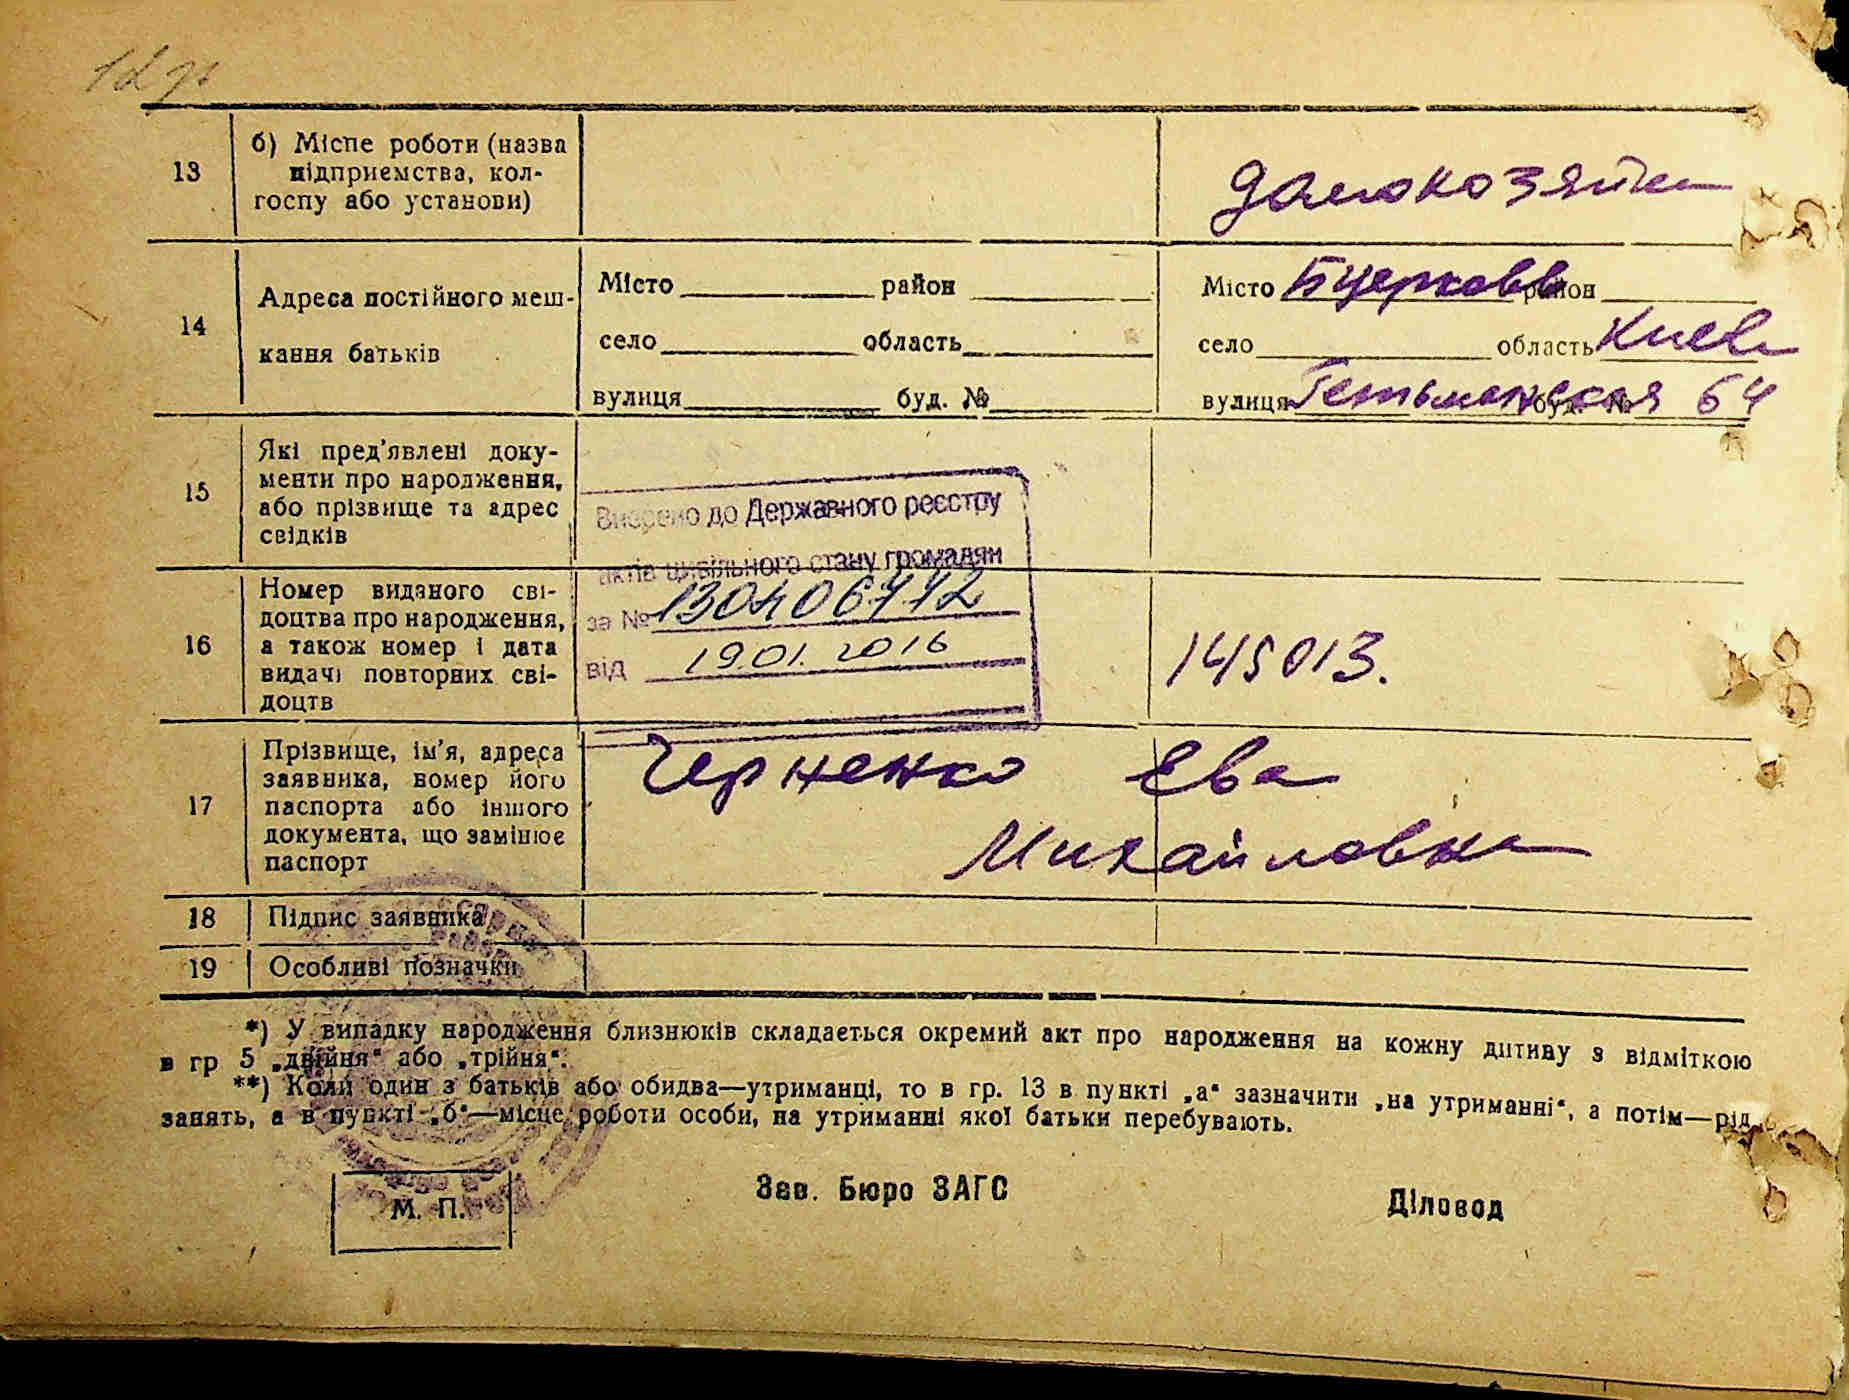 13 б) Місце роботи (назва підприємства, колгоспу або установи) домохозяйка
14 Адреса постійного мешкання батьків
Місто район Місто Бцерковь район
село область село область Киев
вулиця буд. № вулиця Гетьманская буд. № 64
15 Які пред'явлені документи про народження, або прізвище та адрес свідків
Внесено до Державного реєстру
актів цивільного стану громадян
за № 130406772
від 19.01.2016
16 Номер виданого свідоцтва про народження, а також номер і дата видачі повторних свідоцтв 145013.
17 Прізвище, ім'я, адреса заявника, номер його паспорта або іншого документа, що замінює паспорт
Черненко Ева
Михайловна
18 Підпис заявника
19 Особливі позначки
*) У випадку народження близнюків складається окремий акт про народження на кожну дитину з відміткою
в гр 5 „двійня“ або „трійня“.
**) Коли один з батьків або обидва—утриманці, то в гр. 13 в пункті „а“ зазначити „на утриманні“, а потім—рід
занять, а в пункті „б“—місце роботи особи, на утриманні якої батьки перебувають.
М. П.
Зав. Бюро ЗАГС
Діловод